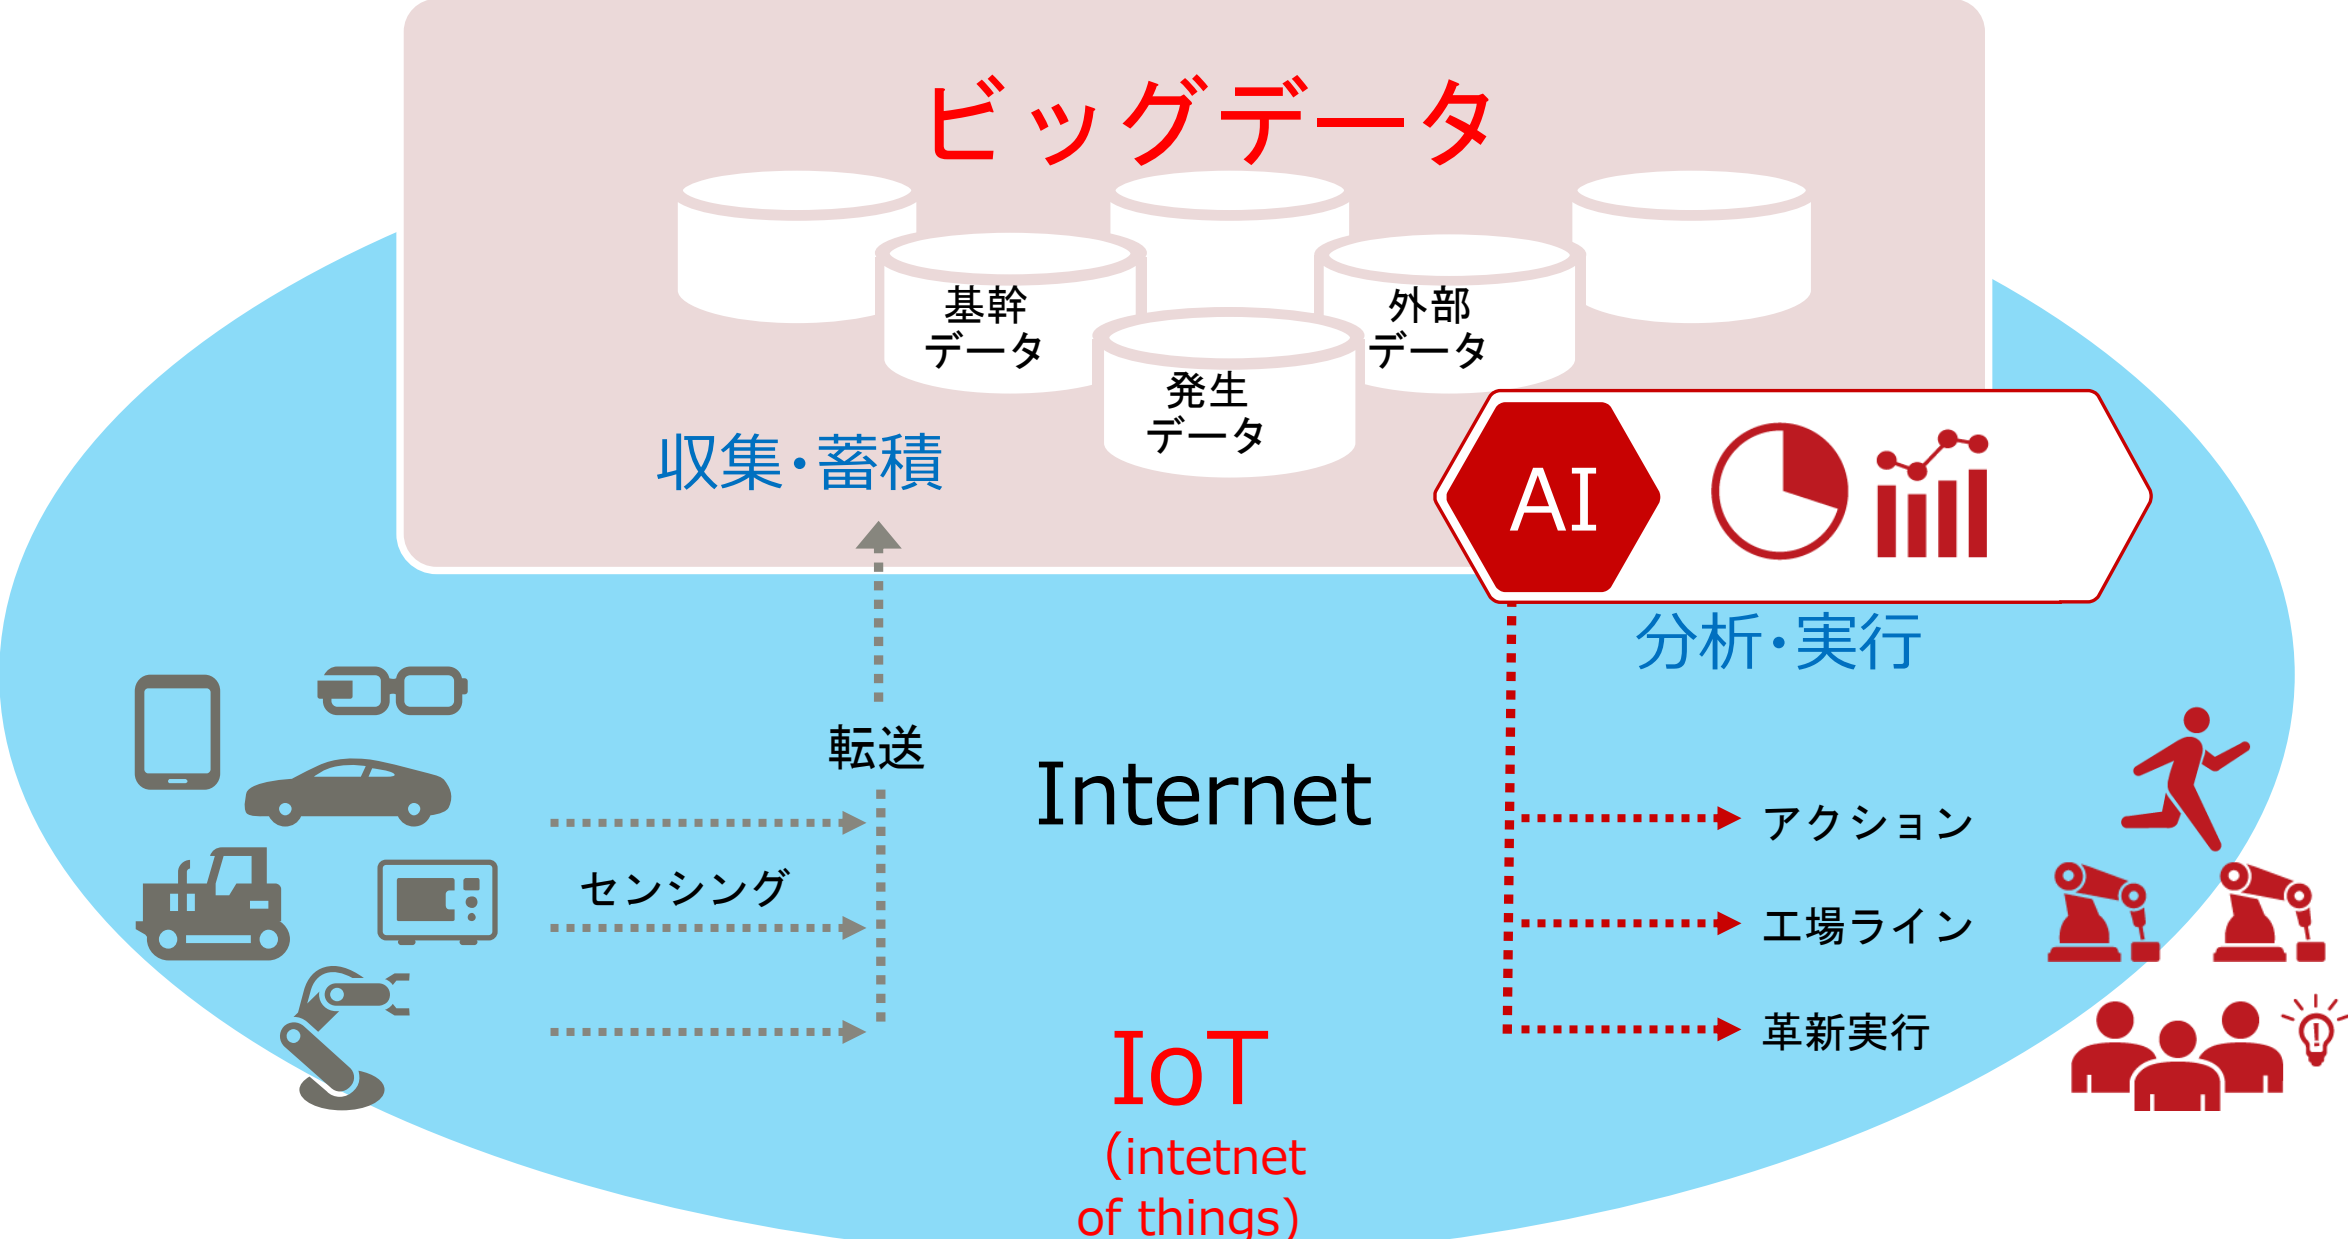 ビッグデータ
基幹
データ
外部
データ
発生
データ
収集・蓄積
AI
分析・実行
転送
Internet
センシング
アクション
工場ライン
革新実行
IoT
（intetnet
of things）